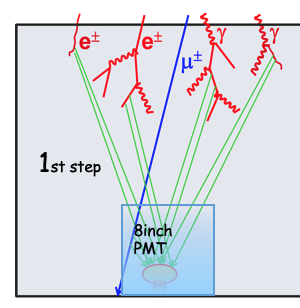 e± e± γ γ
μ±
1st step
8inch
PMT